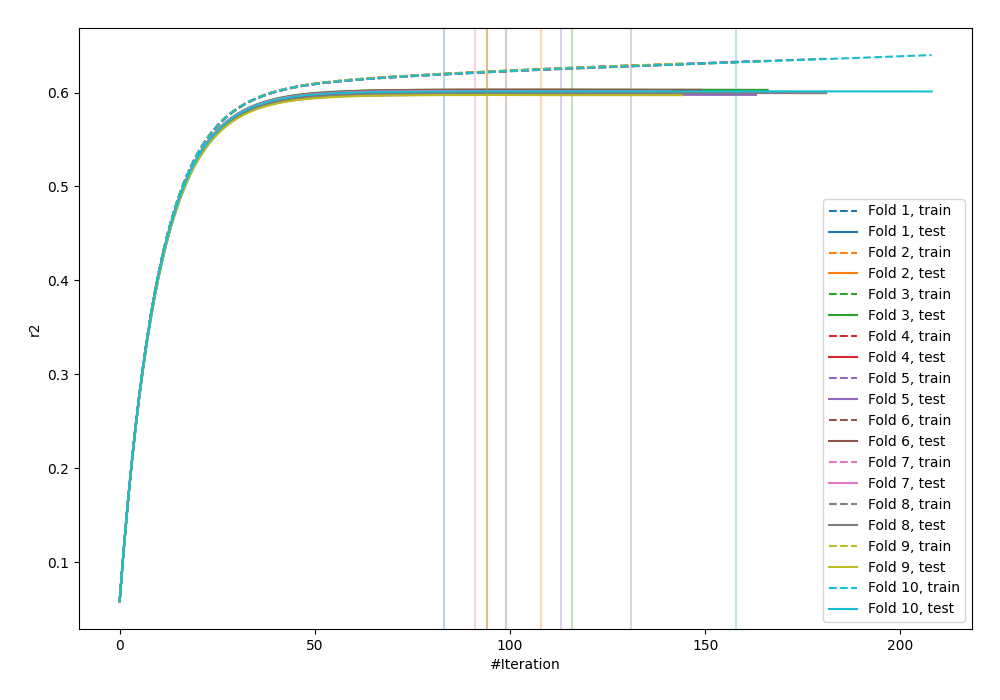 0.6
0.5
0.4
0.3
0.2
0.1
r2
0
50
100
150
200
#Iteration
Fold 1, train
Fold 1, test
Fold 2, train
Fold 2, test
Fold 3, train
Fold 3, test
Fold 4, train
Fold 4, test
Fold 5, train
Fold 5, test
Fold 6, train
Fold 6, test
Fold 7, train
Fold 7, test
Fold 8, train
Fold 8, test
Fold 9, train
Fold 9, test
Fold 10, train
Fold 10, test